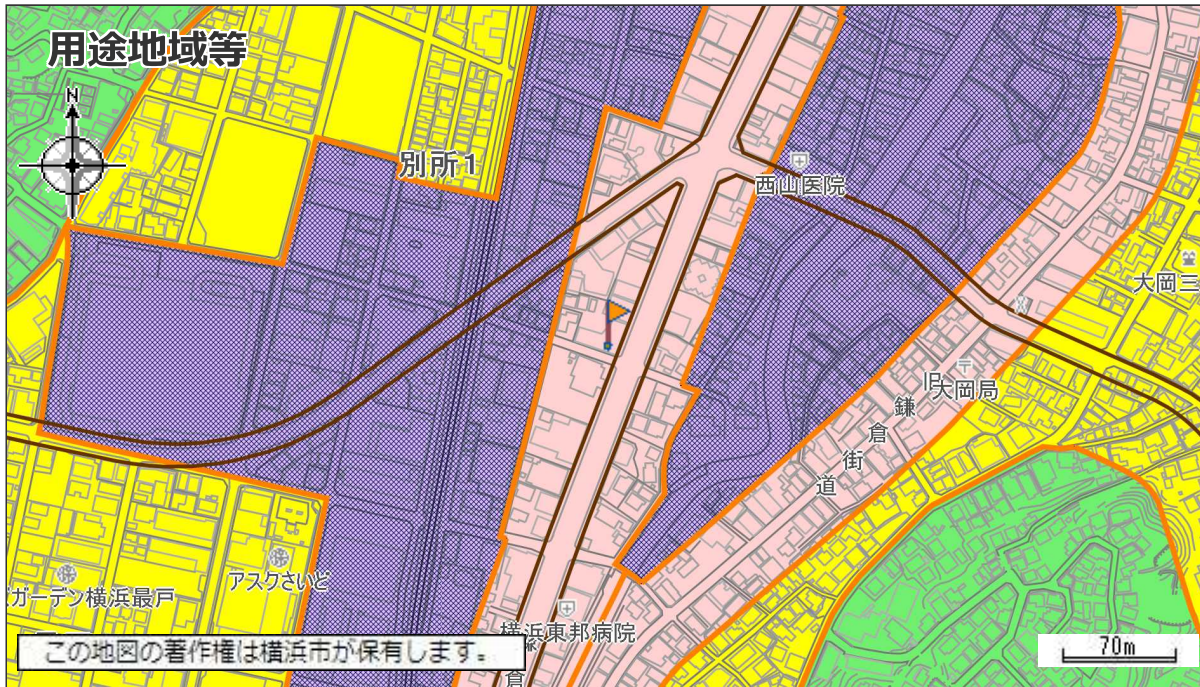 用途地域等
N
別所1
西山医院
大岡三
〒
大岡局
旧鎌倉街道
アスクさいど
ガーデン横浜最戸
横浜東邦病院
倉
この地図の著作権は横浜市が保有します。
70m